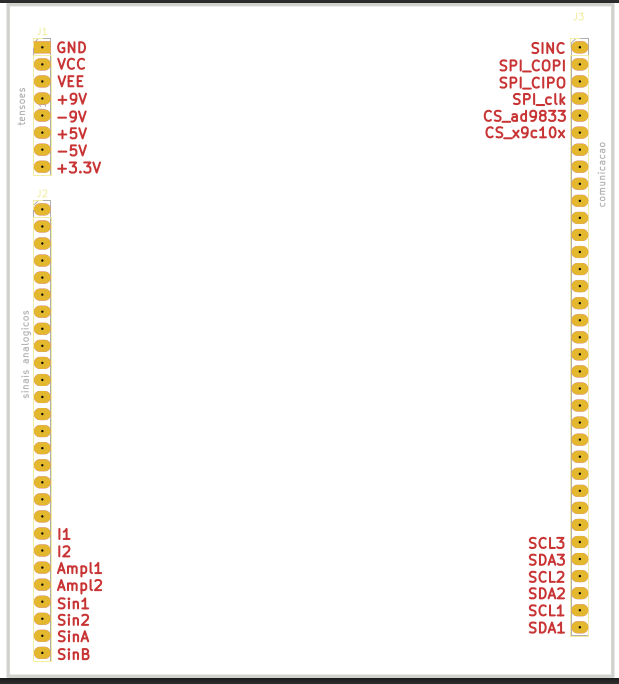 J1
GND
VCC
VEE
+9V
-9V
+5V
-5V
+3.3V
tensoes
J2
sinais analogicos
I1
I2
Ampl1
Ampl2
Sin1
Sin2
SinA
SinB
J3
SINC
SPI_COPI
SPI_CIPO
SPI_clk
CS_ad9833
CS_x9c10x
comunicacao
SCL3
SDA3
SCL2
SDA2
SCL1
SDA1